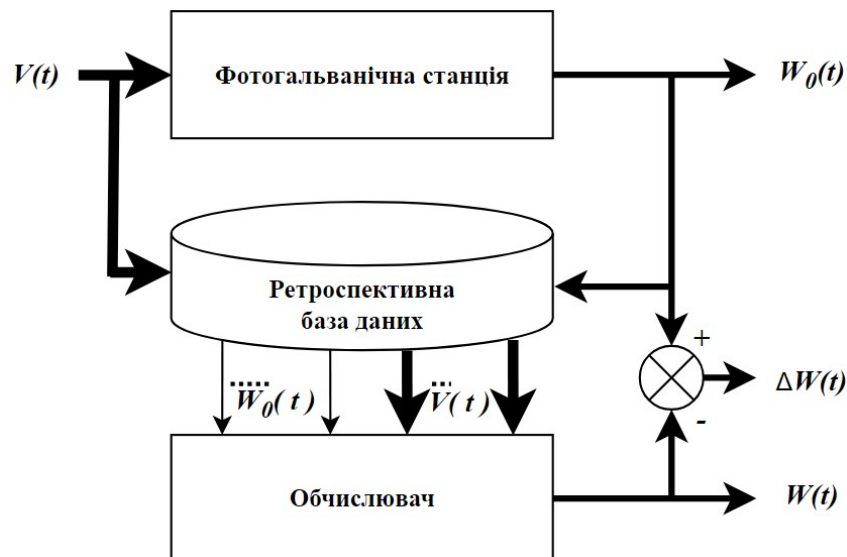 V(t)
Фотогальванічна станція
W₀(t)
Ретроспективна
база даних
+
ΔW(t)
-
W₀(t)
V(t)
Обчислювач
W(t)